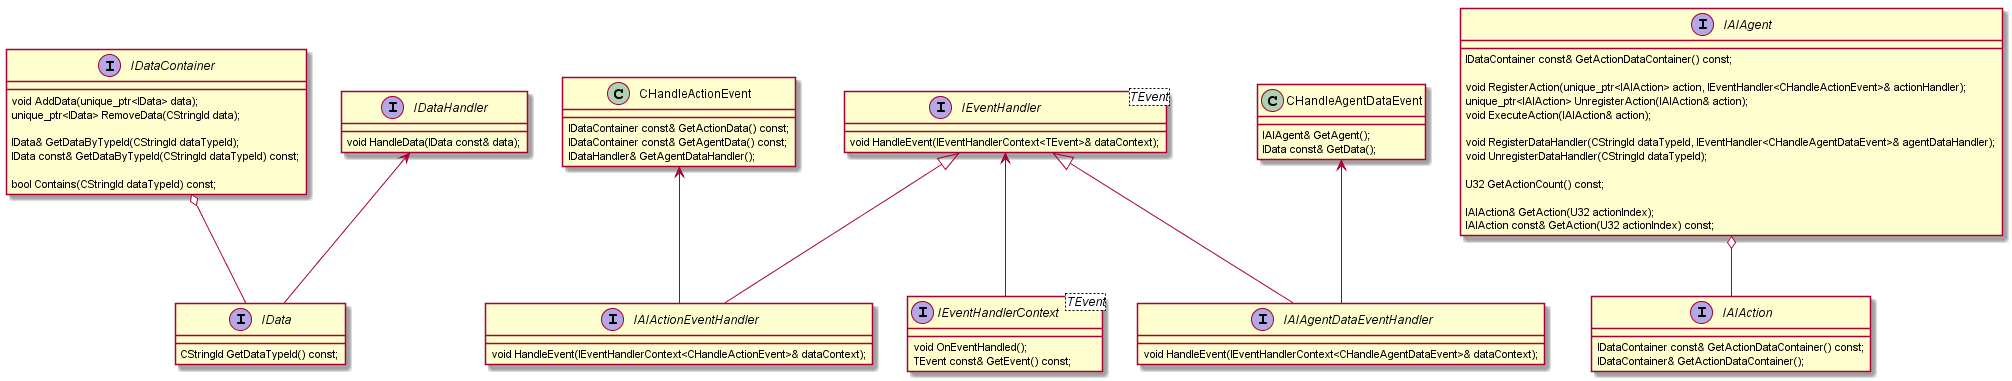 I IDataContainer
void AddData(unique_ptr<IData> data);
unique_ptr<IData> RemoveData(CStringId data);
IData& GetDataByTypeId(CStringId dataTypeId);
IData const& GetDataByTypeId(CStringId dataTypeId) const;
bool Contains(CStringId dataTypeId) const;
I IDataHandler
void HandleData(IData const& data);
C CHandleActionEvent
IDataContainer const& GetActionData() const;
IDataContainer const& GetAgentData() const;
IDataHandler& GetAgentDataHandler();
I IEventHandler
TEvent
void HandleEvent(IEventHandlerContext<TEvent>& dataContext);
C CHandleAgentDataEvent
IAIAgent& GetAgent();
IData const& GetData();
I IAIAgent
IDataContainer const& GetActionDataContainer() const;
void RegisterAction(unique_ptr<IAIAction> action, IEventHandler<CHandleActionEvent>& actionHandler);
unique_ptr<IAIAction> UnregisterAction(IAIAction& action);
void ExecuteAction(IAIAction& action);
void RegisterDataHandler(CStringId dataTypeId, IEventHandler<CHandleAgentDataEvent>& agentDataHandler);
void UnregisterDataHandler(CStringId dataTypeId);
U32 GetActionCount() const;
IAIAction& GetAction(U32 actionIndex);
IAIAction const& GetAction(U32 actionIndex) const;
I IData
CStringId GetDataTypeId() const;
I IAIActionEventHandler
void HandleEvent(IEventHandlerContext<CHandleActionEvent>& dataContext);
I IEventHandlerContext
TEvent
void OnEventHandled();
TEvent const& GetEvent() const;
I IAIAgentDataEventHandler
void HandleEvent(IEventHandlerContext<CHandleAgentDataEvent>& dataContext);
I IAIAction
IDataContainer const& GetActionDataContainer() const;
IDataContainer& GetActionDataContainer();